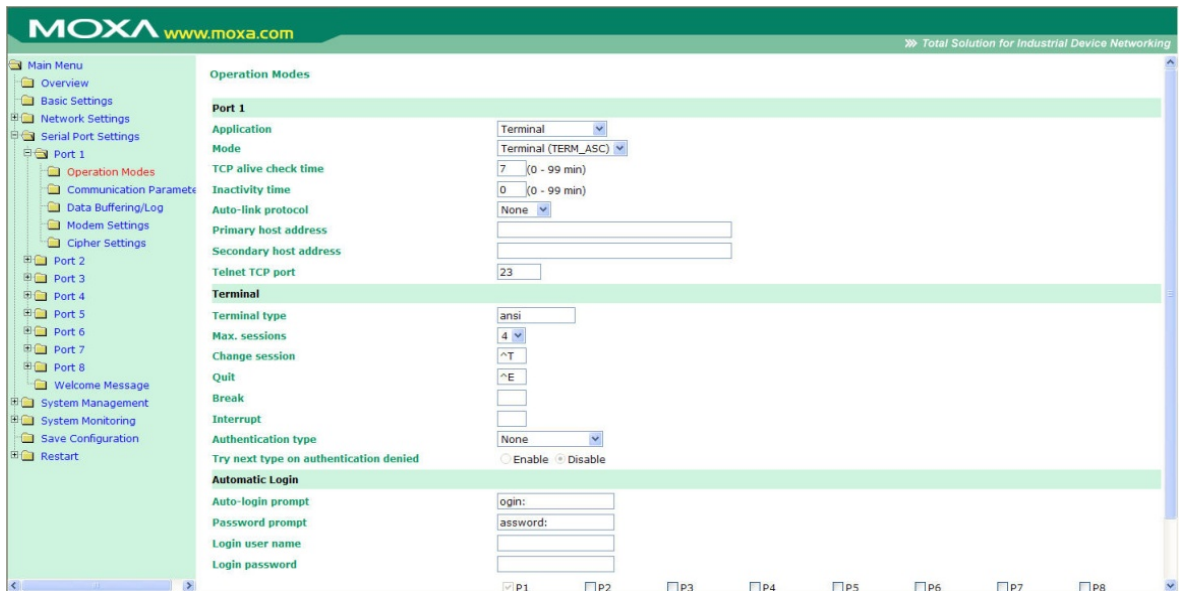 MOXA www.moxa.com
Total Solution for Industrial Device Networking
Main Menu
Overview
Basic Settings
Network Settings
Serial Port Settings
Port 1
Operation Modes
Communication Paramete
Data Buffering/Log
Modem Settings
Cipher Settings
Port 2
Port 3
Port 4
Port 5
Port 6
Port 7
Port 8
Welcome Message
System Management
System Monitoring
Save Configuration
Restart
Operation Modes
Port 1
Application Terminal
Mode Terminal (TERM_ASC)
TCP alive check time 7 (0 - 99 min)
Inactivity time 0 (0 - 99 min)
Auto-link protocol None
Primary host address
Secondary host address
Telnet TCP port 23
Terminal
Terminal type ansi
Max. sessions 4
Change session ^T
Quit ^E
Break
Interrupt
Authentication type None
Try next type on authentication denied Enable Disable
Automatic Login
Auto-login prompt ogin:
Password prompt assword:
Login user name
Login password
P1 P2 P3 P4 P5 P6 P7 P8